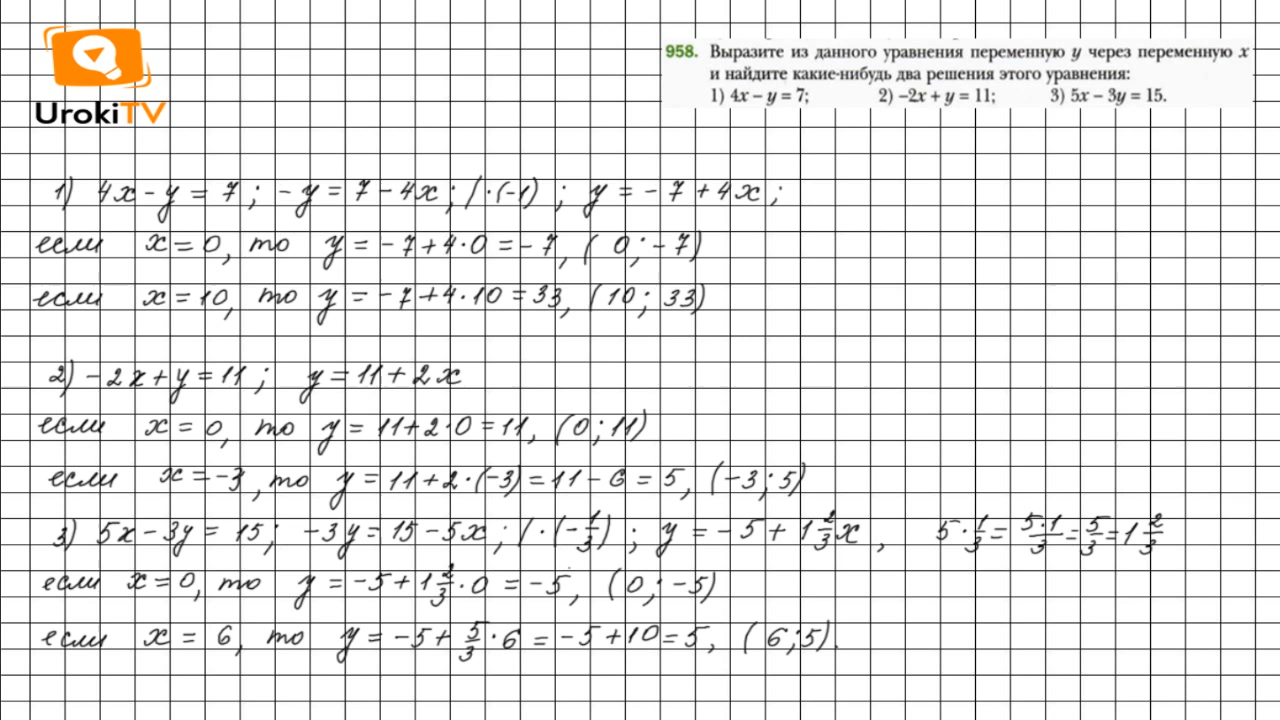 UrokiTV
958. Выразите из данного уравнения переменную y через переменную x
и найдите какие-нибудь два решения этого уравнения:
1) 4x – y = 7; 2) –2x + y = 11; 3) 5x – 3y = 15.
1) 4x - y = 7; - y = 7 - 4x; | · (-1) ; y = - 7 + 4x ;
если x = 0, то y = - 7 + 4 · 0 = - 7, ( 0; - 7)
если x = 10, то y = - 7 + 4 · 10 = 33, (10; 33)
2) - 2x + y = 11 ; y = 11 + 2x
если x = 0, то y = 11 + 2 · 0 = 11, (0; 11)
если x = -3, то y = 11 + 2 · (-3) = 11 - 6 = 5, (-3; 5)
3) 5x - 3y = 15; -3y = 15 - 5x ; | · (- 1/3) ; y = - 5 + 1 2/3 x , 5 · 1/3 = 5·1/3 = 5/3 = 1 2/3
если x = 0, то y = - 5 + 1 2/3 · 0 = - 5, (0; -5)
если x = 6, то y = - 5 + 5/3 · 6 = - 5 + 10 = 5, ( 6; 5).